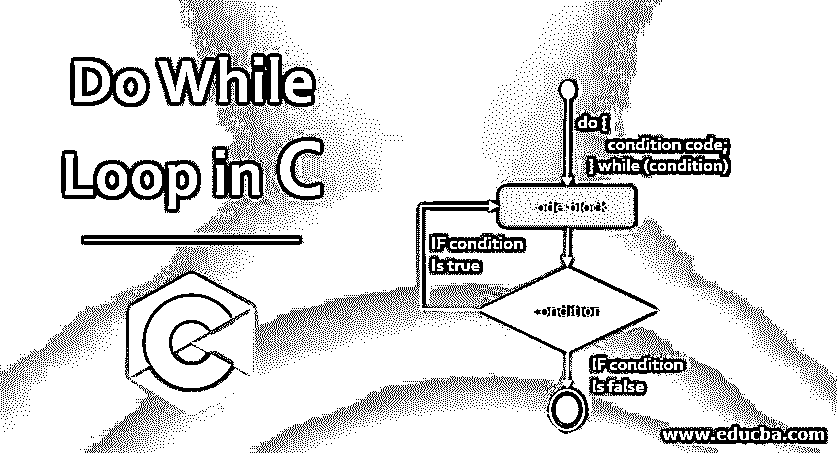 Do While
Loop in C
do {
condition code;
} while (condition)
code block
IF condition
is true
condition
IF condition
is false
C
www.educba.com